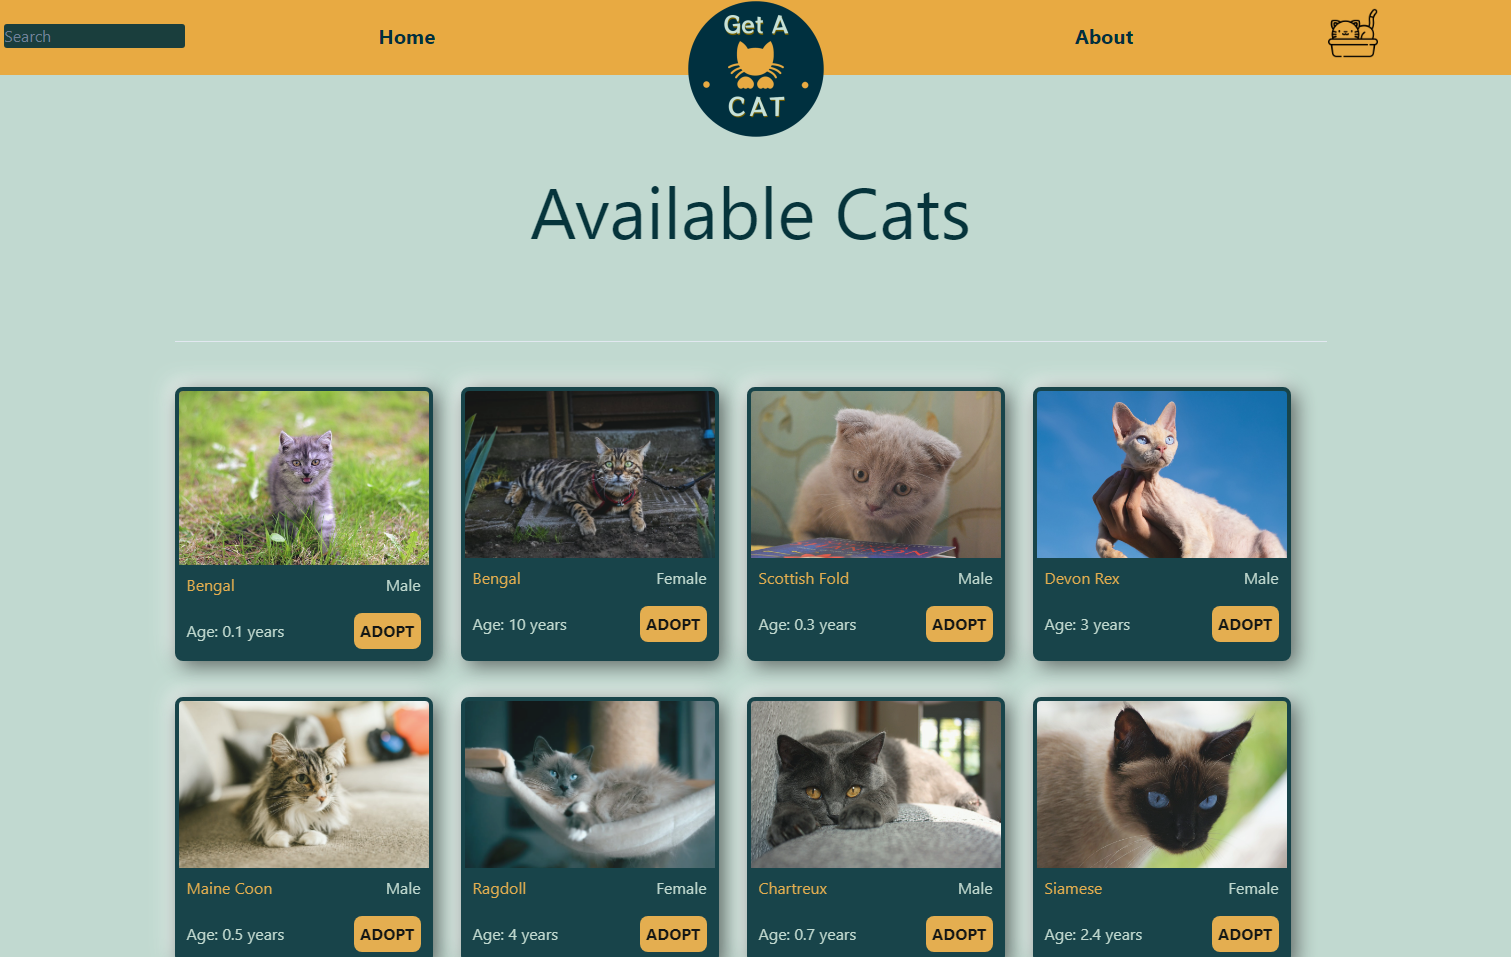 Search
Home
Get A
CAT
About
Available Cats
Bengal Male
Age: 0.1 years ADOPT
Bengal Female
Age: 10 years ADOPT
Scottish Fold Male
Age: 0.3 years ADOPT
Devon Rex Male
Age: 3 years ADOPT
Maine Coon Male
Age: 0.5 years ADOPT
Ragdoll Female
Age: 4 years ADOPT
Chartreux Male
Age: 0.7 years ADOPT
Siamese Female
Age: 2.4 years ADOPT